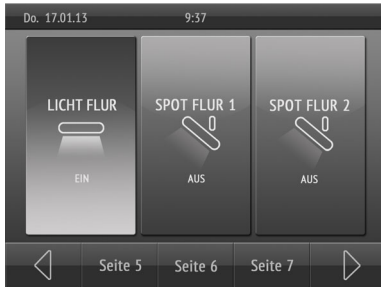 Do. 17.01.13 9:37
LICHT FLUR SPOT FLUR 1 SPOT FLUR 2
EIN AUS AUS
Seite 5 Seite 6 Seite 7